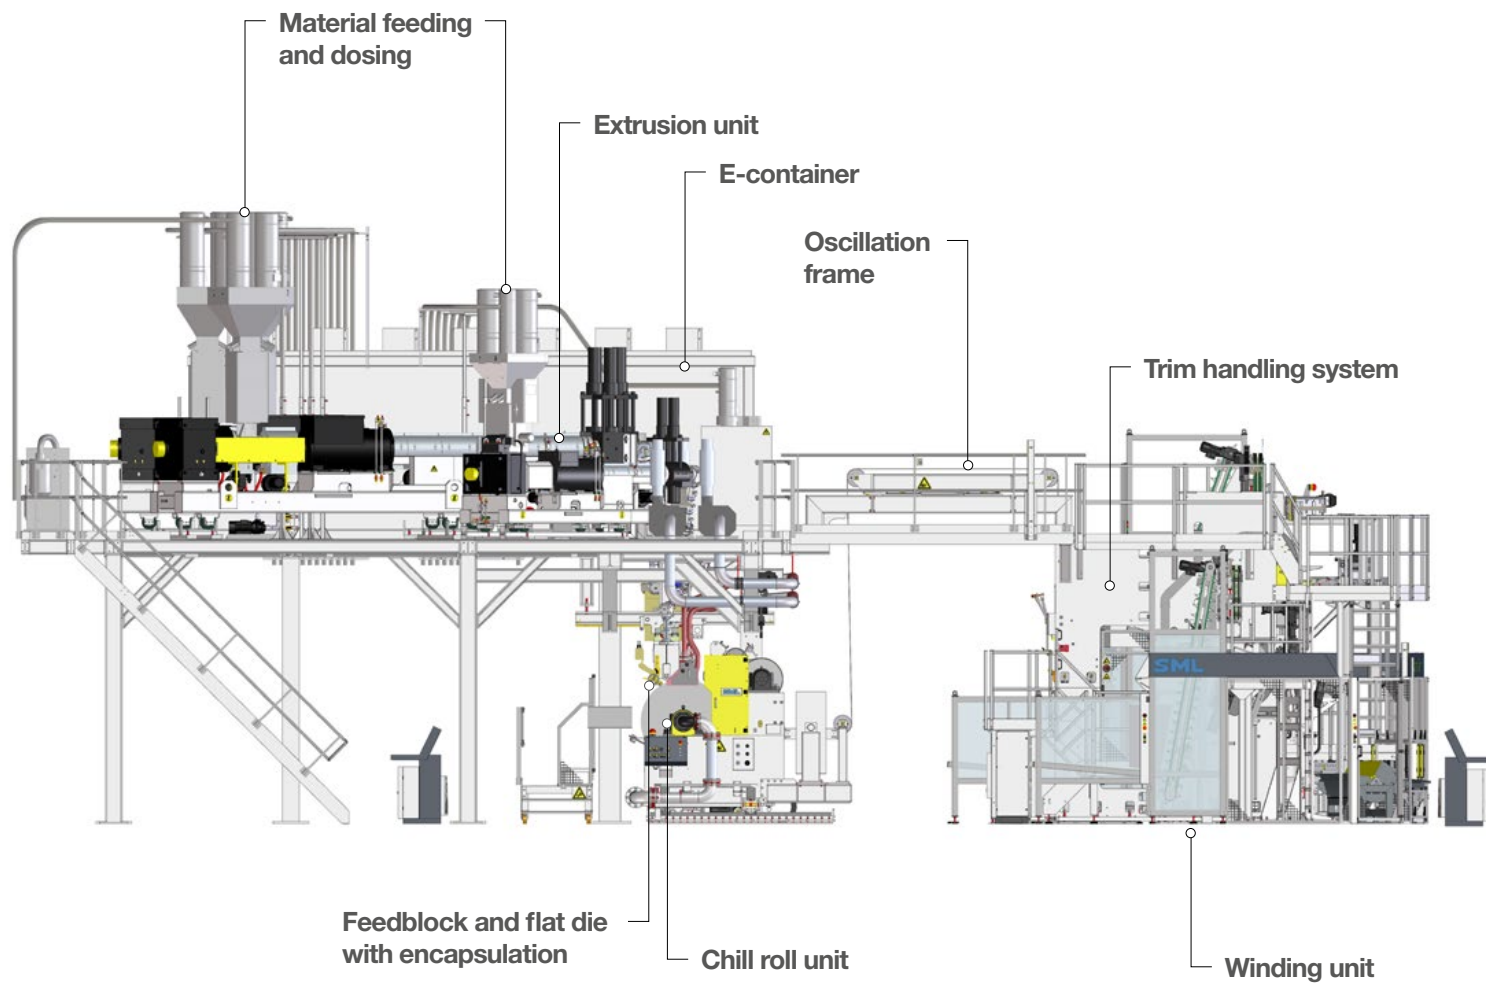 Material feeding
and dosing
Extrusion unit
E-container
Oscillation
frame
Trim handling system
SML
Feedblock and flat die
with encapsulation
Chill roll unit
Winding unit